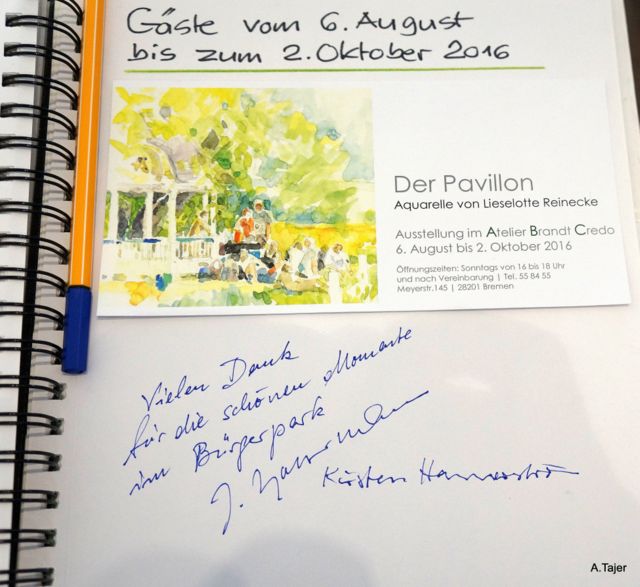 Gäste vom 6. August
bis zum 2. Oktober 2016
Der Pavillon
Aquarelle von Lieselotte Reinecke
Ausstellung im Atelier Brandt Credo
6. August bis 2. Oktober 2016
Öffnungszeiten: Sonntags von 16 bis 18 Uhr
und nach Vereinbarung | Tel. 55 84 55
Meyerstr.145 | 28201 Bremen
Vielen Dank
für die schönen Momente
im Bürgerpark
J.
Kirsten
A.Tajer